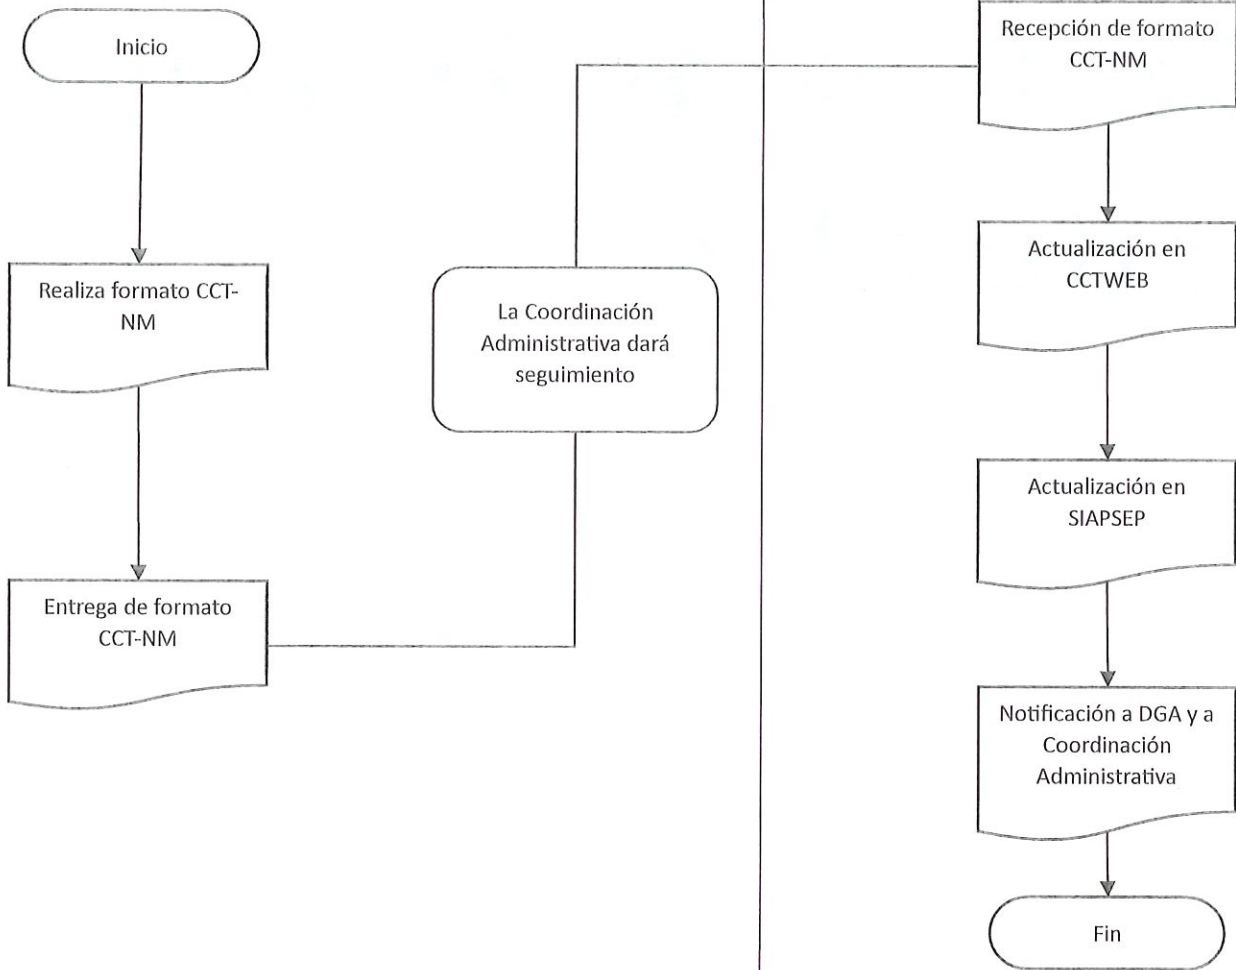 Inicio
Realiza formato CCT-
NM
Entrega de formato
CCT-NM
La Coordinación
Administrativa dará
seguimiento
Recepción de formato
CCT-NM
Actualización en
CCTWEB
Actualización en
SIAPSEP
Notificación a DGA y a
Coordinación
Administrativa
Fin